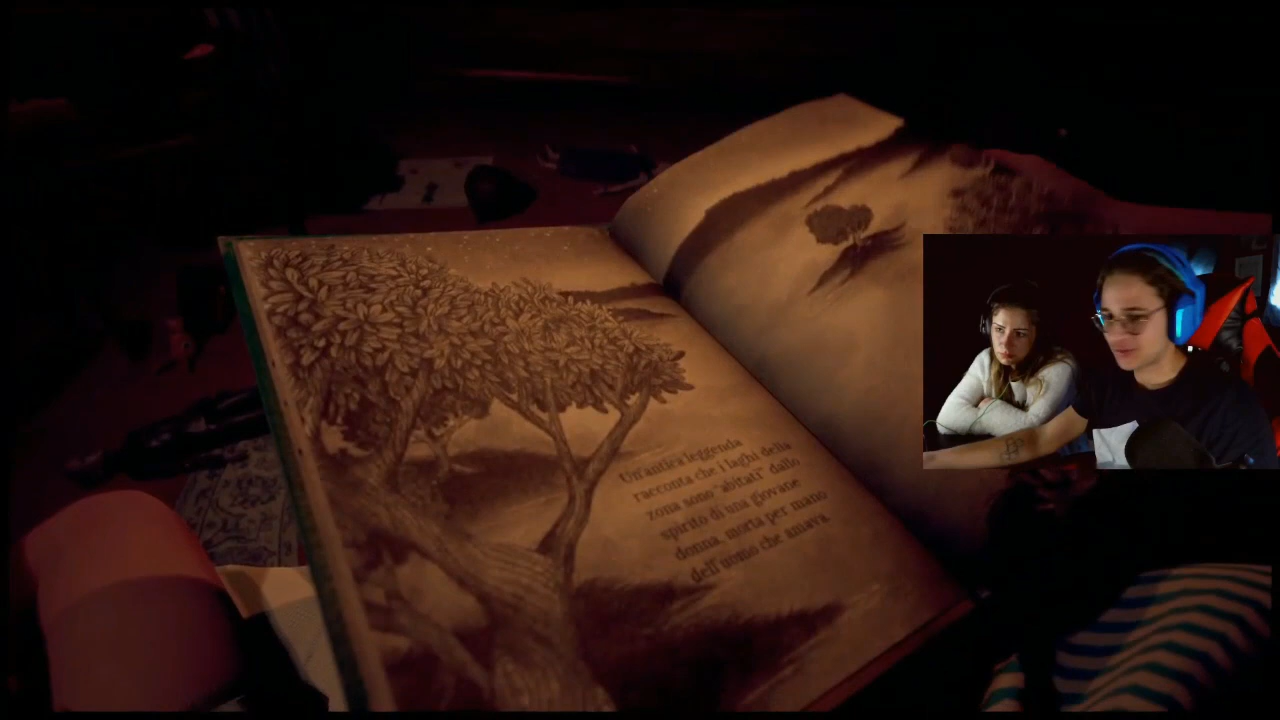 Un'antica leggenda
racconta che i laghi della
zona sono "abitati" dallo
spirito di una giovane
donna, morta per mano
dell'uomo che amava.